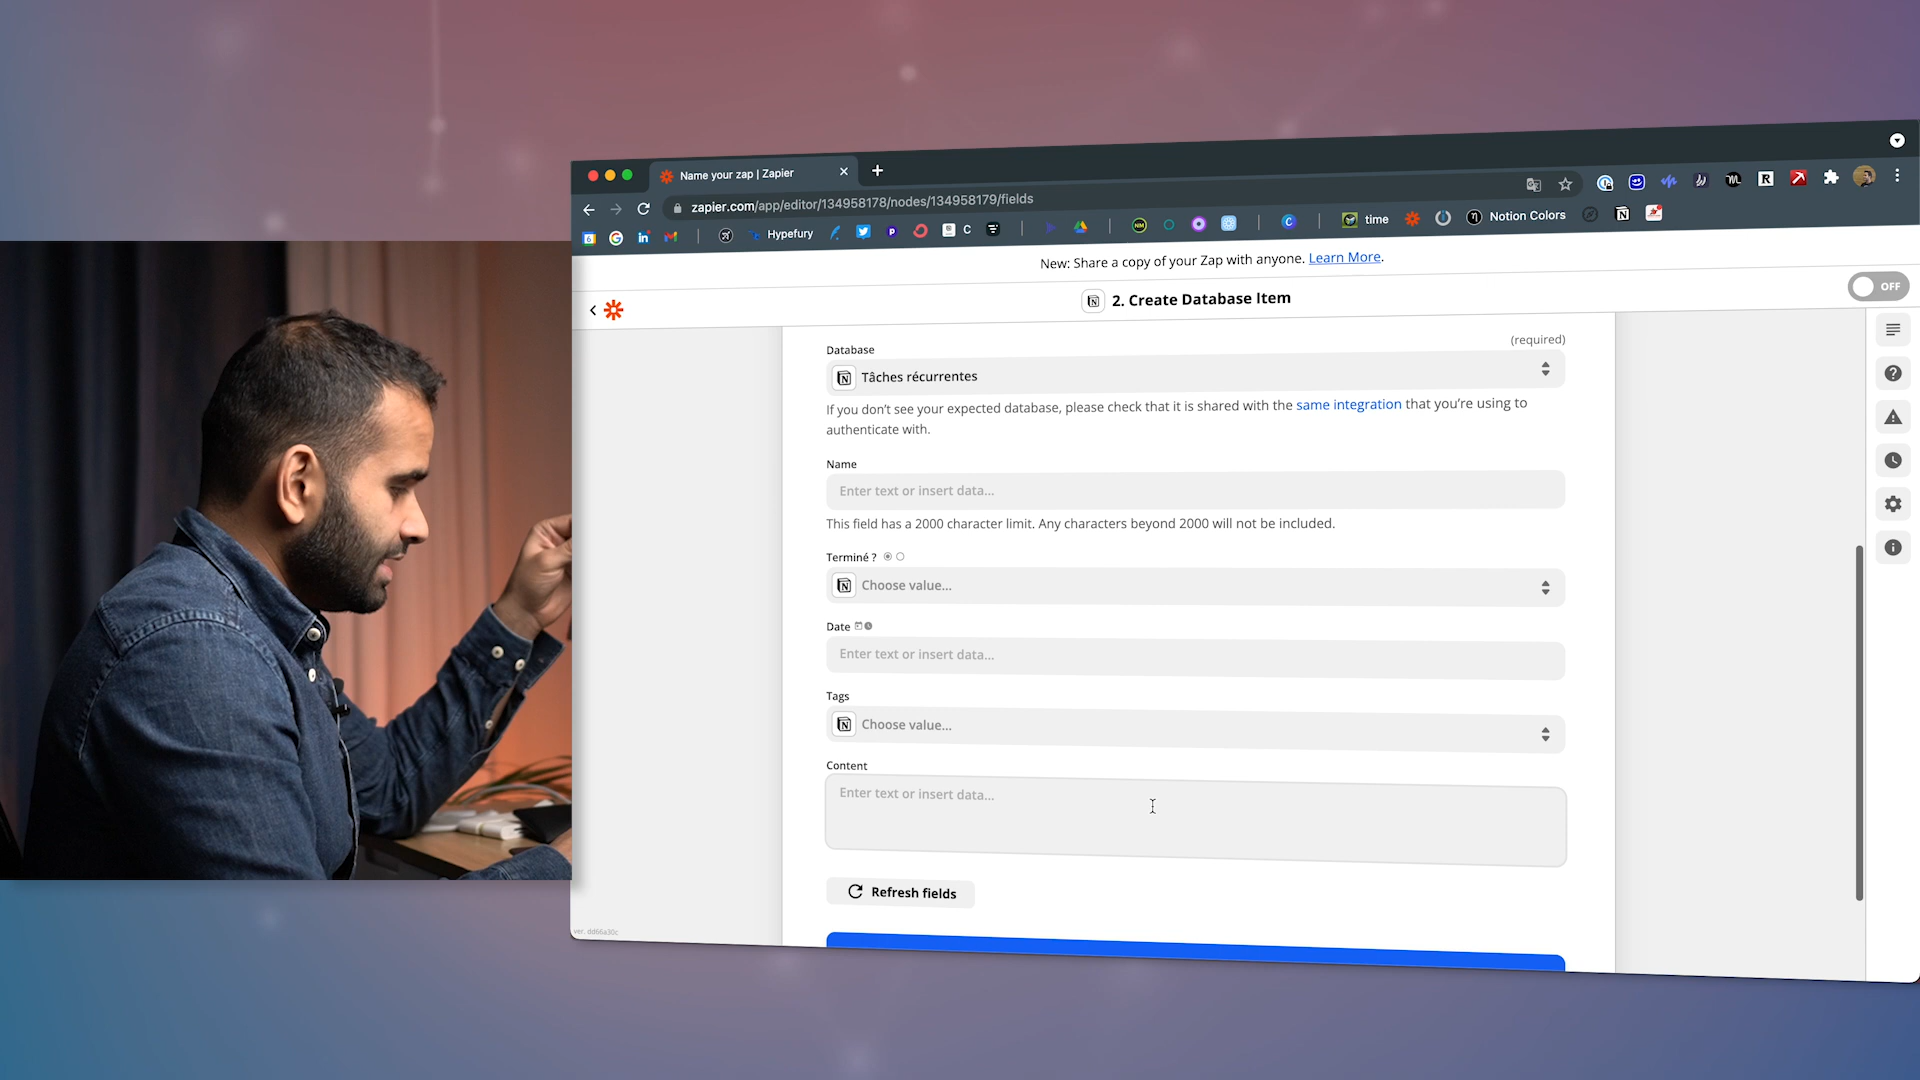 Name your zap | Zapier
zapier.com/app/editor/134958178/nodes/134958179/fields
Hypefury
C
time
Notion Colors
New: Share a copy of your Zap with anyone. Learn More.
2. Create Database Item
OFF
Database
(required)
Tâches récurrentes
If you don't see your expected database, please check that it is shared with the same integration that you're using to
authenticate with.
Name
Enter text or insert data...
This field has a 2000 character limit. Any characters beyond 2000 will not be included.
Terminé ?
Choose value...
Date
Enter text or insert data...
Tags
Choose value...
Content
Enter text or insert data...
Refresh fields
ver. dd66a30c